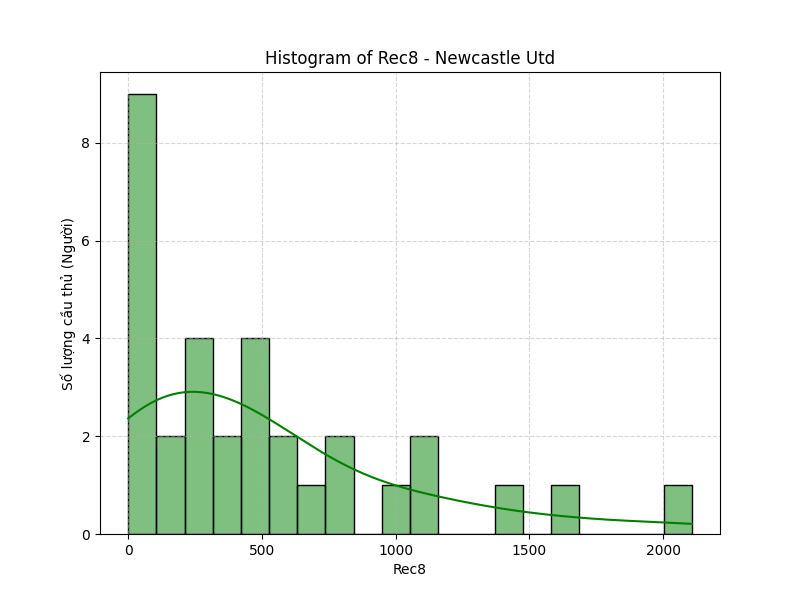 Histogram of Rec8 - Newcastle Utd
Số lượng cầu thủ (Người)
8
6
4
2
0
0 500 1000 1500 2000
Rec8